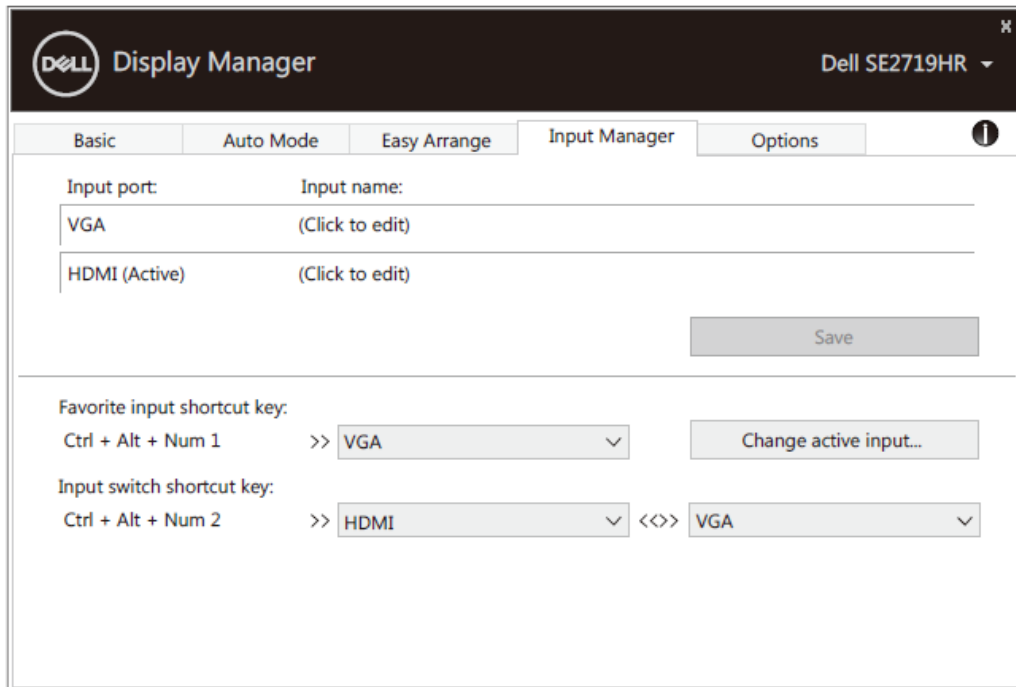 DELL Display Manager
Dell SE2719HR
Basic Auto Mode Easy Arrange Input Manager Options
Input port: Input name:
VGA (Click to edit)
HDMI (Active) (Click to edit)
Save
Favorite input shortcut key:
Ctrl + Alt + Num 1 >> VGA Change active input...
Input switch shortcut key:
Ctrl + Alt + Num 2 >> HDMI <<>> VGA